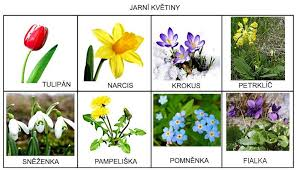 JARNÍ KVĚTINY
TULIPÁN
NARCIS
KROKUS
PETRKLÍČ
SNĚŽENKA
PAMPELIŠKA
POMNĚNKA
FIALKA